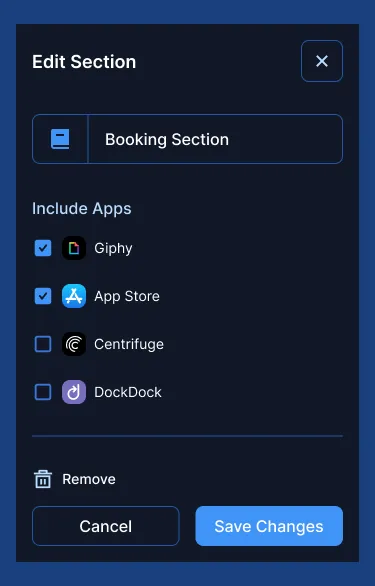 Edit Section
Booking Section
Include Apps
Giphy
App Store
Centrifuge
DockDock
Remove
Cancel
Save Changes